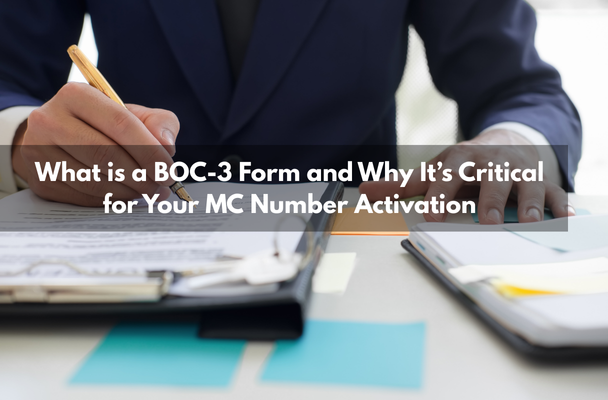 What is a BOC-3 Form and Why It’s Critical
for Your MC Number Activation